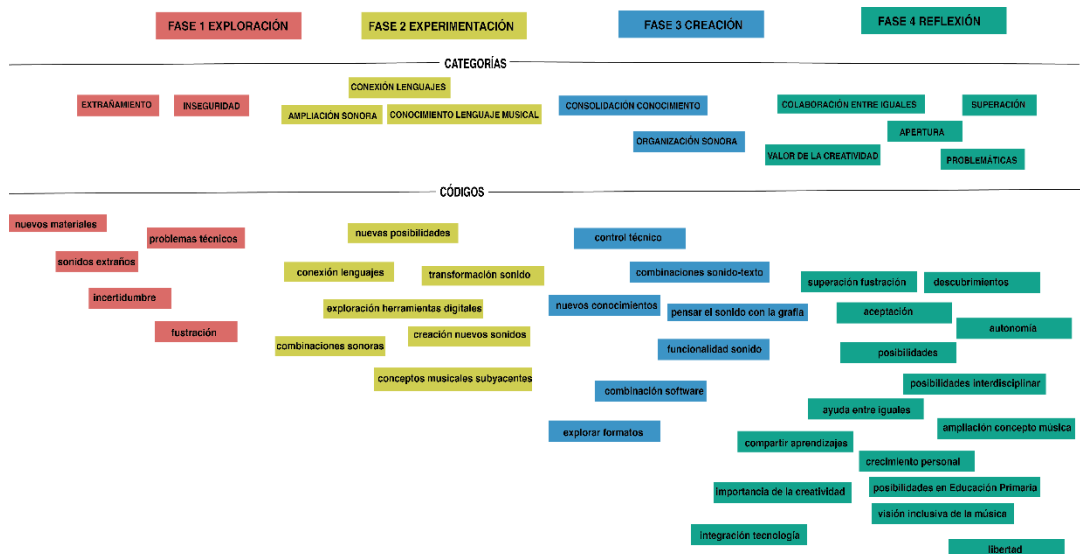 FASE 1 EXPLORACIÓN
FASE 2 EXPERIMENTACIÓN
FASE 3 CREACIÓN
FASE 4 REFLEXIÓN
CATEGORÍAS
EXTRAÑAMIENTO
INSEGURIDAD
CONEXIÓN LENGUAJES
AMPLIACIÓN SONORA
CONOCIMIENTO LENGUAJE MUSICAL
CONSOLIDACIÓN CONOCIMIENTO
ORGANIZACIÓN SONORA
COLABORACIÓN ENTRE IGUALES
SUPERACIÓN
APERTURA
VALOR DE LA CREATIVIDAD
PROBLEMÁTICAS
CÓDIGOS
nuevos materiales
problemas técnicos
sonidos extraños
incertidumbre
fustración
nuevas posibilidades
conexión lenguajes
transformación sonido
exploración herramientas digitales
creación nuevos sonidos
combinaciones sonoras
conceptos musicales subyacentes
control técnico
combinaciones sonido-texto
nuevos conocimientos
pensar el sonido con la grafía
funcionalidad sonido
combinación software
explorar formatos
superación fustración
descubrimientos
aceptación
autonomía
posibilidades
posibilidades interdisciplinar
ayuda entre iguales
ampliación concepto música
compartir aprendizajes
crecimiento personal
importancia de la creatividad
posibilidades en Educación Primaria
visión inclusiva de la música
integración tecnología
libertad